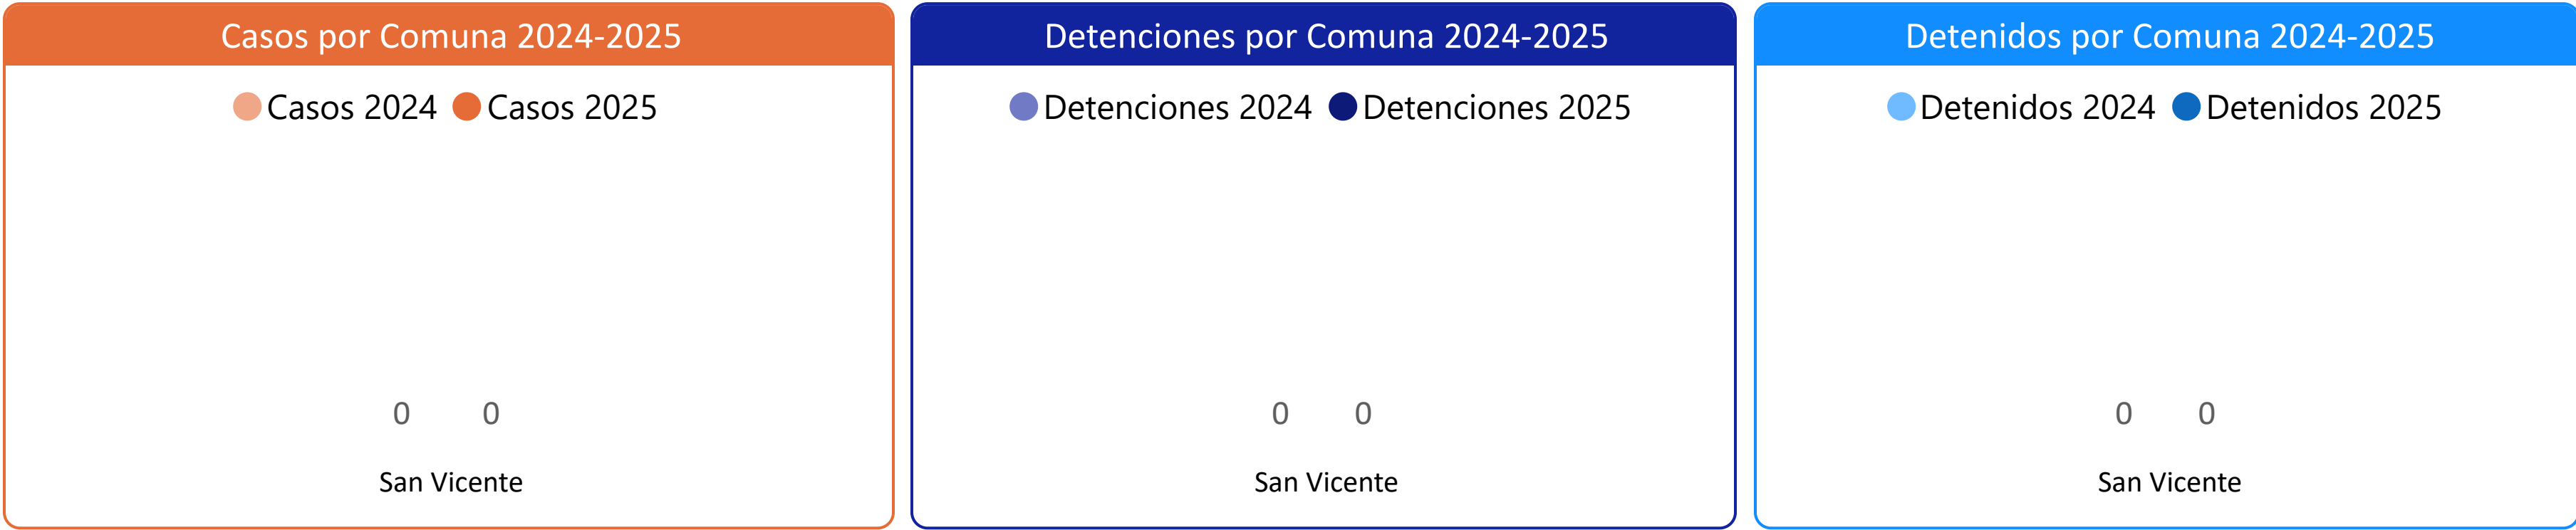 Casos por Comuna 2024-2025
Casos 2024 Casos 2025
0 0
San Vicente
Detenciones por Comuna 2024-2025
Detenciones 2024 Detenciones 2025
0 0
San Vicente
Detenidos por Comuna 2024-2025
Detenidos 2024 Detenidos 2025
0 0
San Vicente